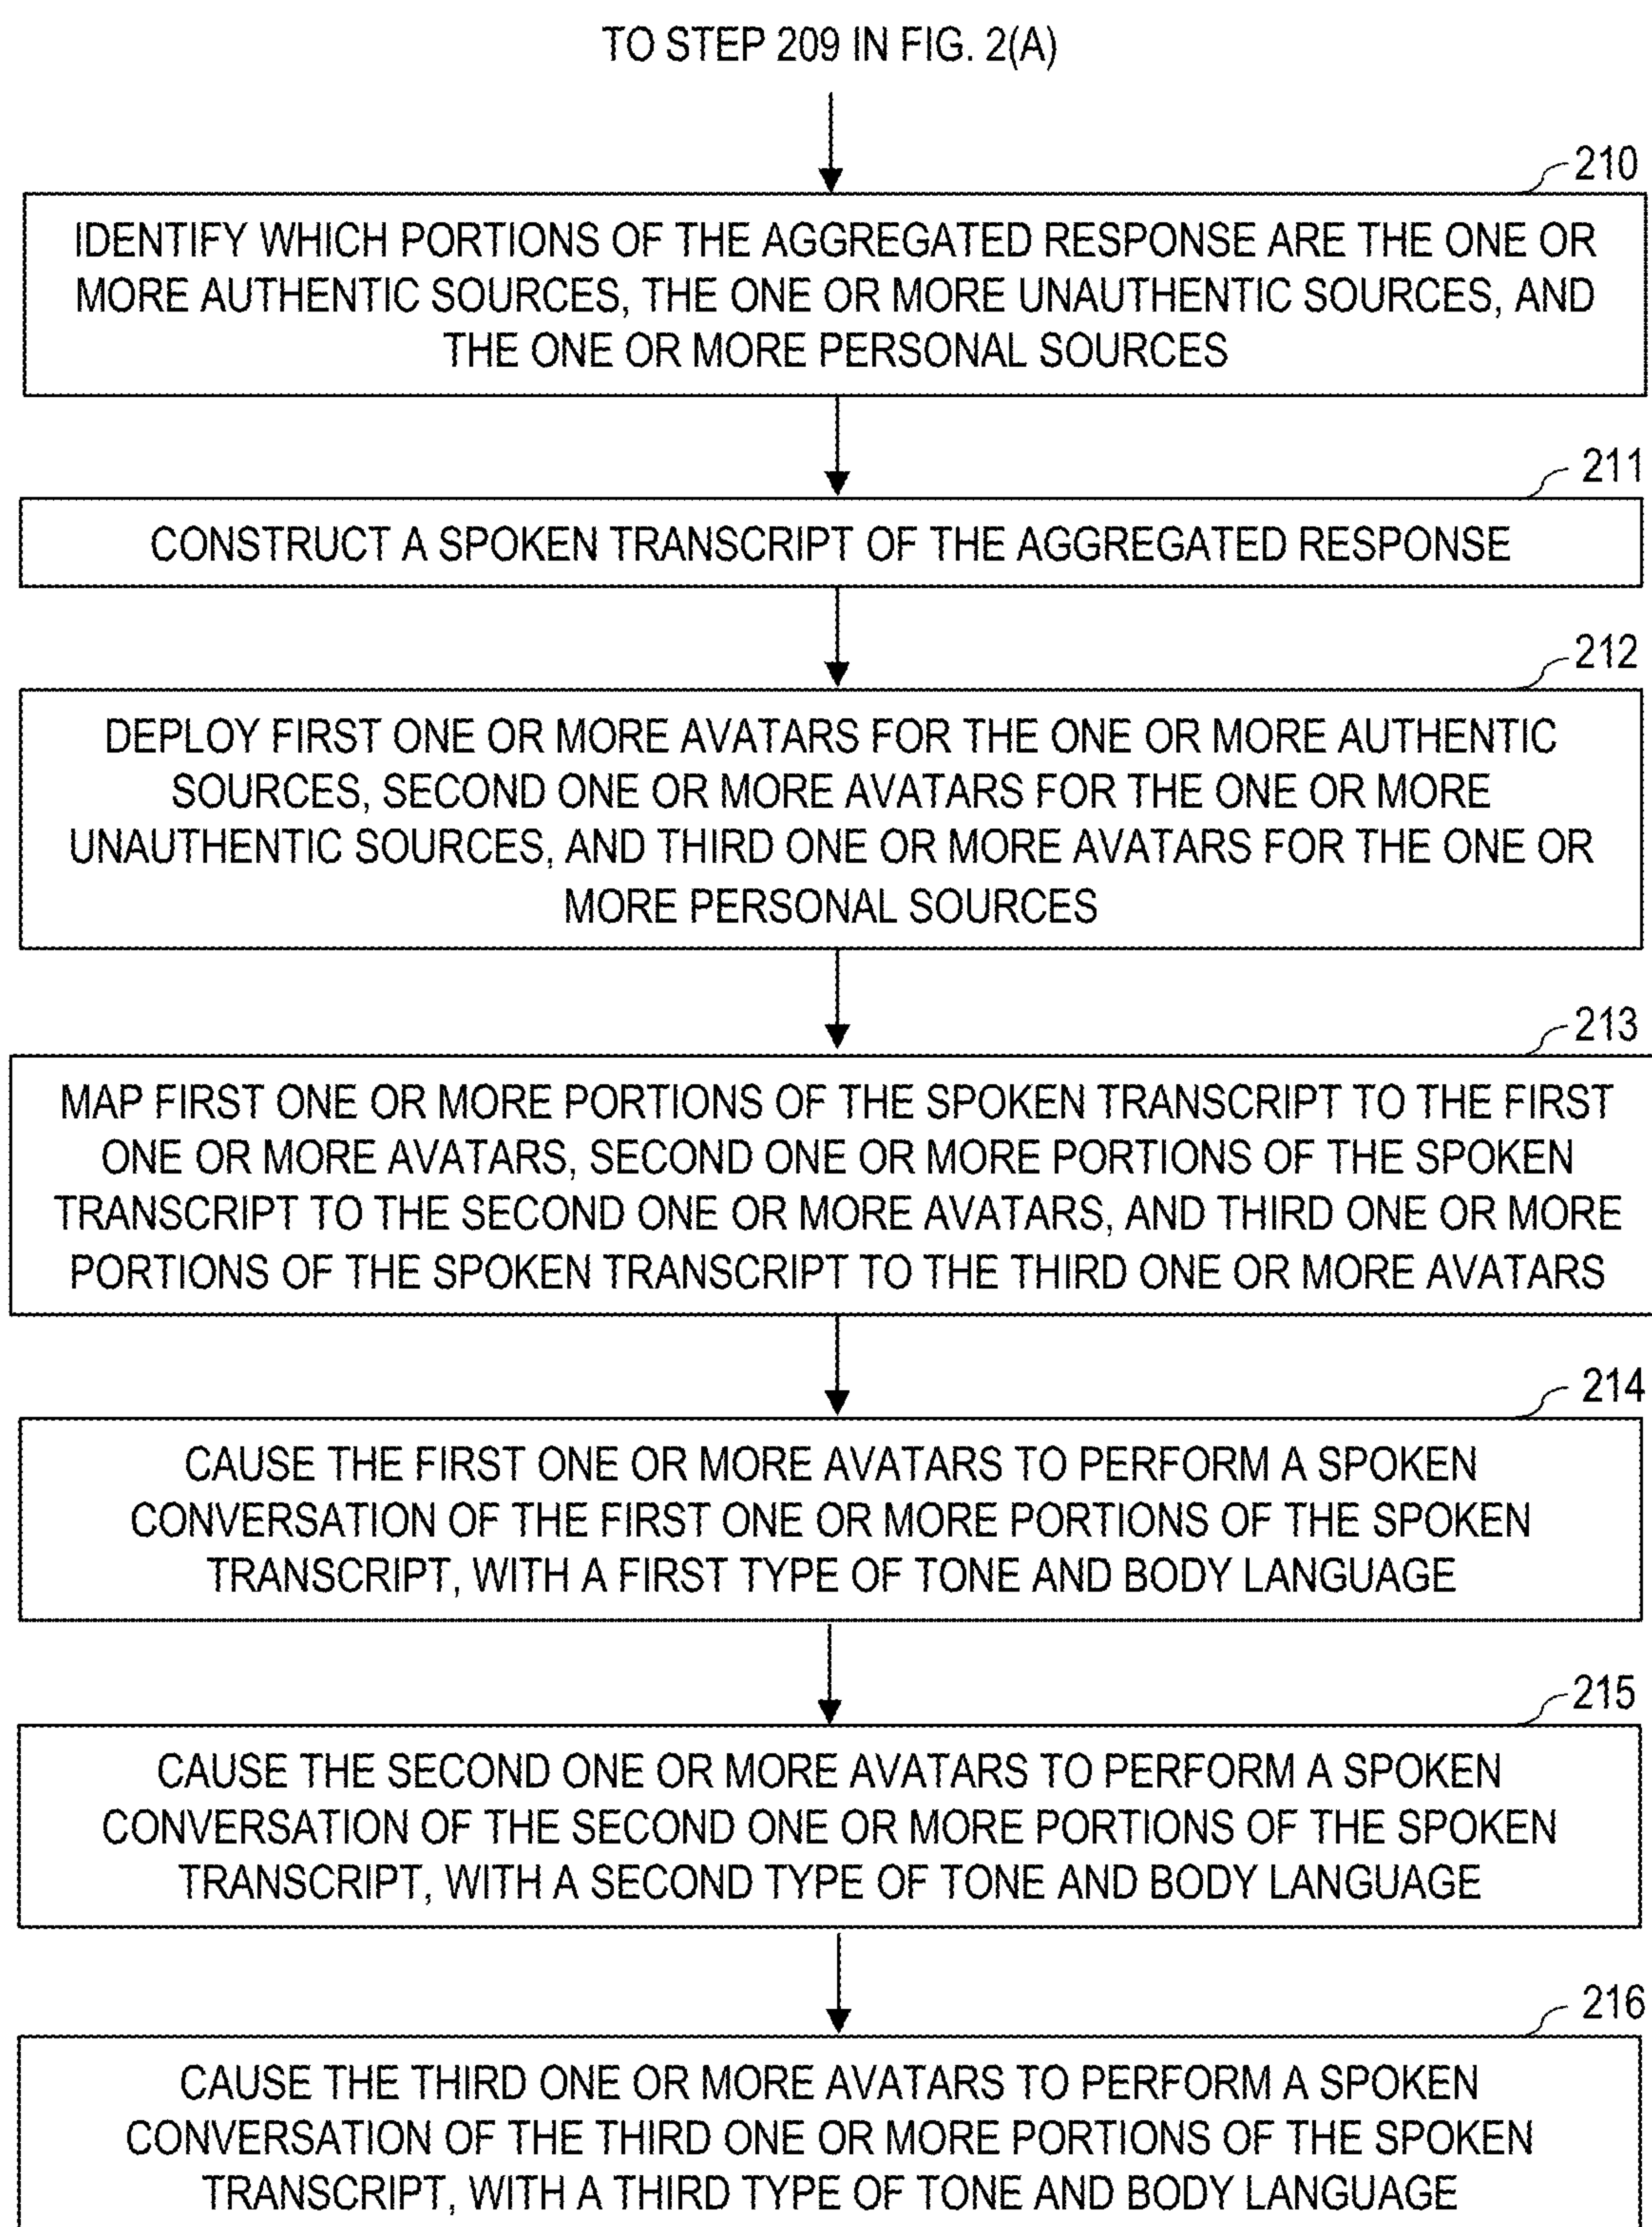 TO STEP 209 IN FIG. 2(A)
210
IDENTIFY WHICH PORTIONS OF THE AGGREGATED RESPONSE ARE THE ONE OR
MORE AUTHENTIC SOURCES, THE ONE OR MORE UNAUTHENTIC SOURCES, AND
THE ONE OR MORE PERSONAL SOURCES
211
CONSTRUCT A SPOKEN TRANSCRIPT OF THE AGGREGATED RESPONSE
212
DEPLOY FIRST ONE OR MORE AVATARS FOR THE ONE OR MORE AUTHENTIC
SOURCES, SECOND ONE OR MORE AVATARS FOR THE ONE OR MORE
UNAUTHENTIC SOURCES, AND THIRD ONE OR MORE AVATARS FOR THE ONE OR
MORE PERSONAL SOURCES
213
MAP FIRST ONE OR MORE PORTIONS OF THE SPOKEN TRANSCRIPT TO THE FIRST
ONE OR MORE AVATARS, SECOND ONE OR MORE PORTIONS OF THE SPOKEN
TRANSCRIPT TO THE SECOND ONE OR MORE AVATARS, AND THIRD ONE OR MORE
PORTIONS OF THE SPOKEN TRANSCRIPT TO THE THIRD ONE OR MORE AVATARS
214
CAUSE THE FIRST ONE OR MORE AVATARS TO PERFORM A SPOKEN
CONVERSATION OF THE FIRST ONE OR MORE PORTIONS OF THE SPOKEN
TRANSCRIPT, WITH A FIRST TYPE OF TONE AND BODY LANGUAGE
215
CAUSE THE SECOND ONE OR MORE AVATARS TO PERFORM A SPOKEN
CONVERSATION OF THE SECOND ONE OR MORE PORTIONS OF THE SPOKEN
TRANSCRIPT, WITH A SECOND TYPE OF TONE AND BODY LANGUAGE
216
CAUSE THE THIRD ONE OR MORE AVATARS TO PERFORM A SPOKEN
CONVERSATION OF THE THIRD ONE OR MORE PORTIONS OF THE SPOKEN
TRANSCRIPT, WITH A THIRD TYPE OF TONE AND BODY LANGUAGE